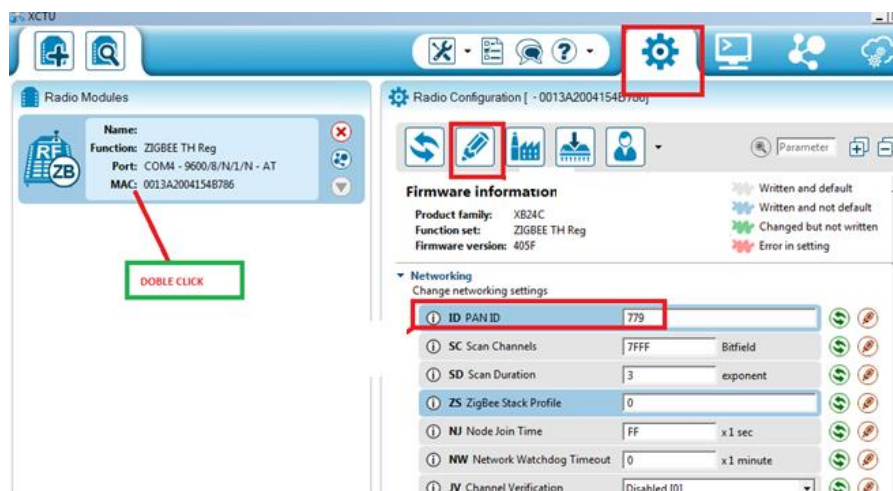 XCTU
Radio Modules
Name:
Function: ZIGBEE TH Reg
Port: COM4 - 9600/8/N/1/N - AT
MAC: 0013A2004154B786
RF
ZB
DOBLE CLICK
Radio Configuration [ - 0013A2004154B786]
Parameter
Firmware information
Product family: XB24C
Function set: ZIGBEE TH Reg
Firmware version: 405F
Written and default
Written and not default
Changed but not written
Error in setting
Networking
Change networking settings
ID PAN ID 779
SC Scan Channels 7FFF Bitfield
SD Scan Duration 3 exponent
ZS ZigBee Stack Profile 0
NJ Node Join Time FF x 1 sec
NW Network Watchdog Timeout 0 x 1 minute
JV Channel Verification Disabled [0]